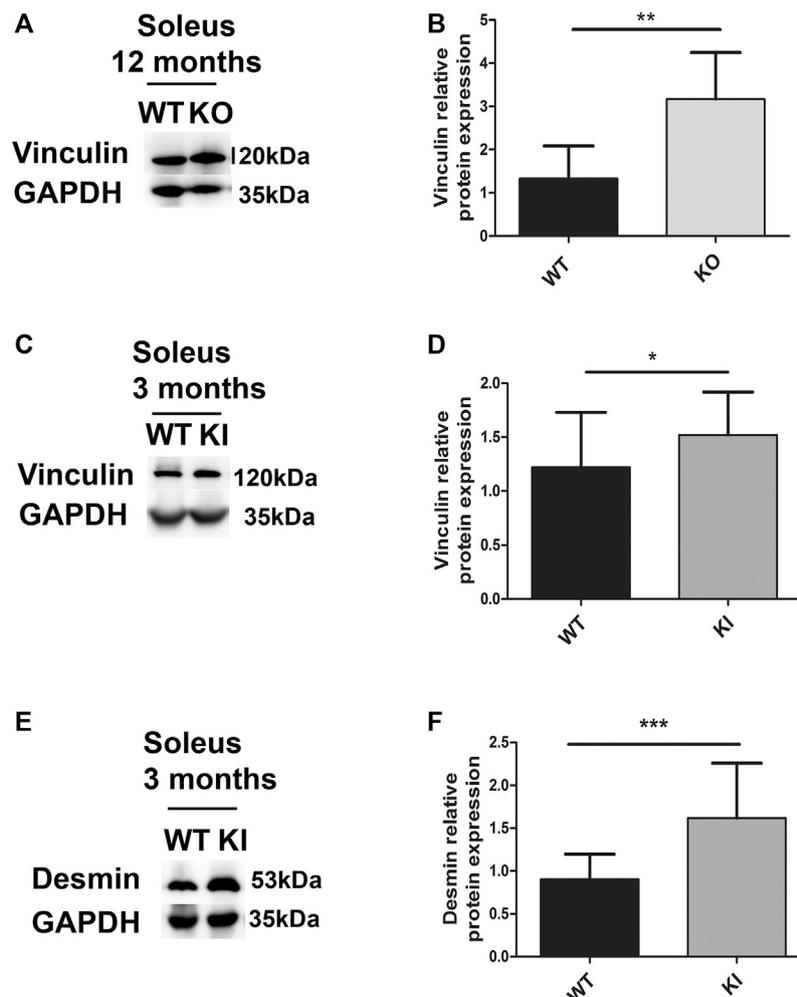 A
Soleus
12 months
WT KO
Vinculin 120kDa
GAPDH 35kDa
B
**
Vinculin relative
protein expression
5
4
3
2
1
0
WT KO
C
Soleus
3 months
WT KI
Vinculin 120kDa
GAPDH 35kDa
D
*
Vinculin relative
protein expression
2.0
1.5
1.0
0.5
0.0
WT KI
E
Soleus
3 months
WT KI
Desmin 53kDa
GAPDH 35kDa
F
***
Desmin relative
protein expression
2.5
2.0
1.5
1.0
0.5
0.0
WT KI